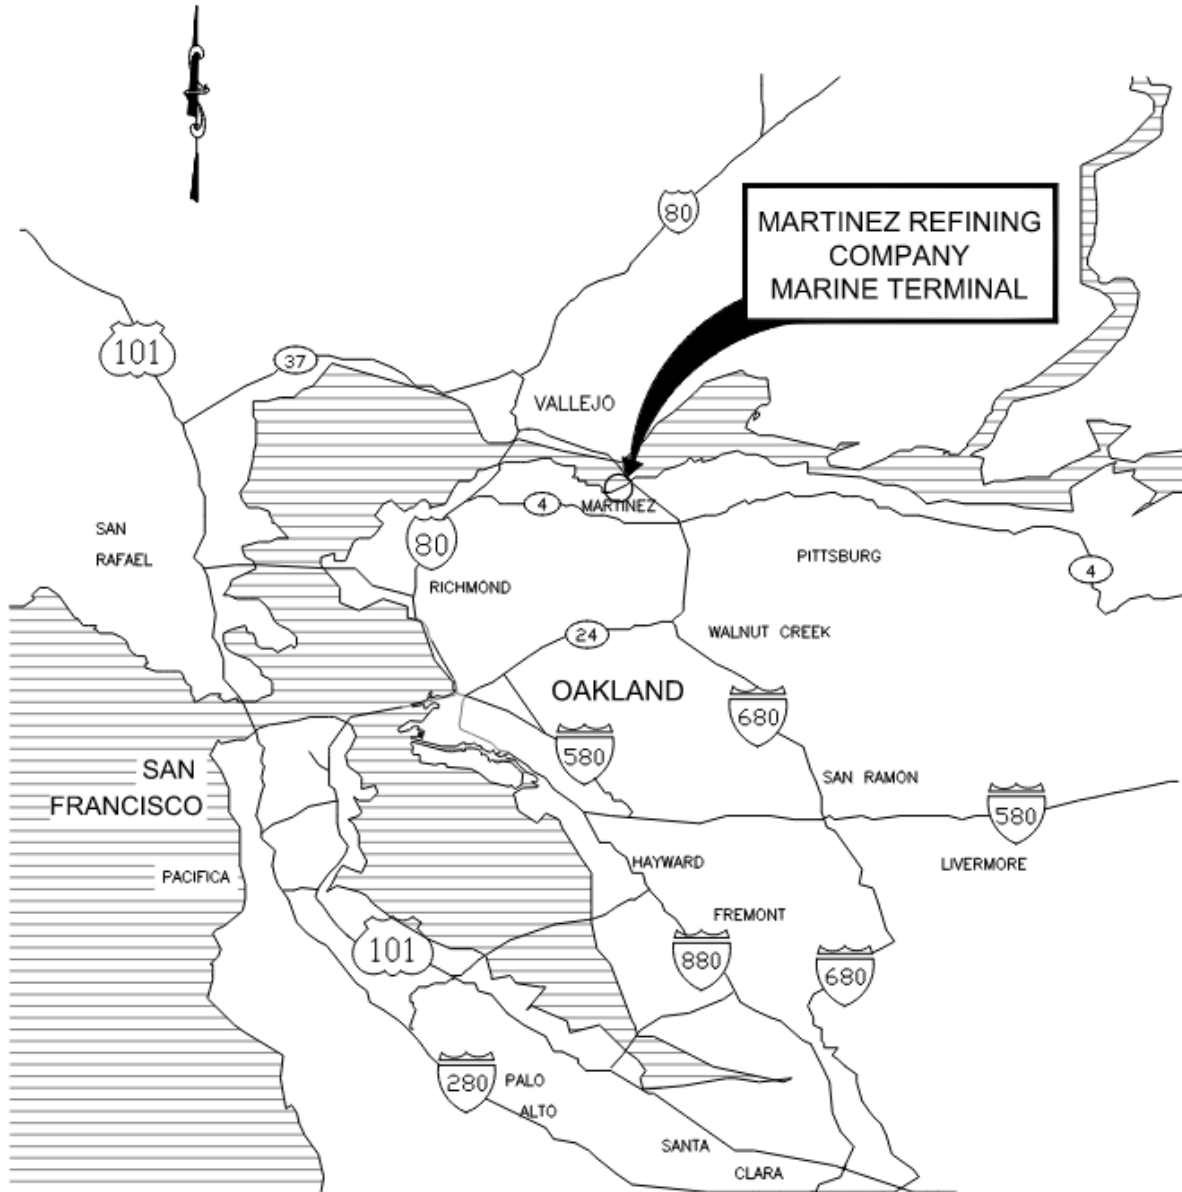 80
MARTINEZ REFINING
COMPANY
MARINE TERMINAL
101
37
VALLEJO
4
MARTINEZ
SAN
RAFAEL
80
PITTSBURG
4
RICHMOND
24
WALNUT CREEK
OAKLAND
680
580
SAN
FRANCISCO
SAN RAMON
580
PACIFICA
HAYWARD
LIVERMORE
FREMONT
101
880
680
280
PALO
ALTO
SANTA
CLARA